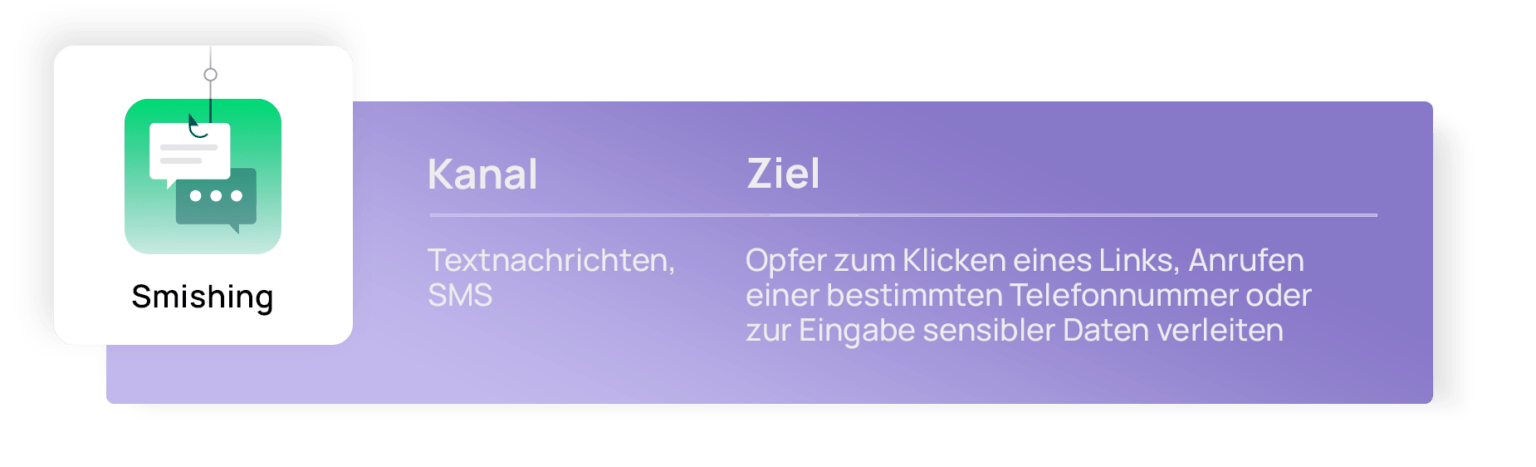 Smishing
Kanal
Ziel
Textnachrichten,
SMS
Opfer zum Klicken eines Links, Anrufen
einer bestimmten Telefonnummer oder
zur Eingabe sensibler Daten verleiten